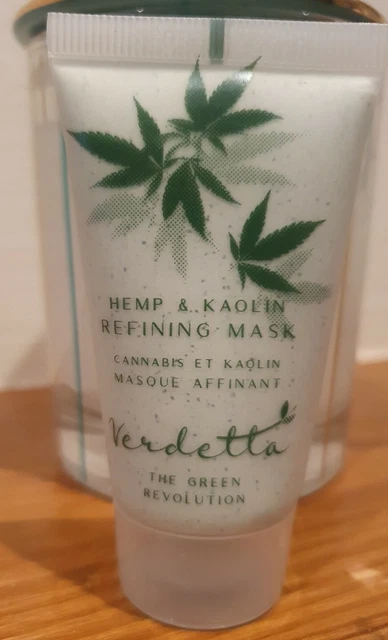 HEMP & KAOLIN
REFINING MASK
CANNABIS ET KAOLIN
MASQUE AFFINANT
Verdetta
THE GREEN
REVOLUTION